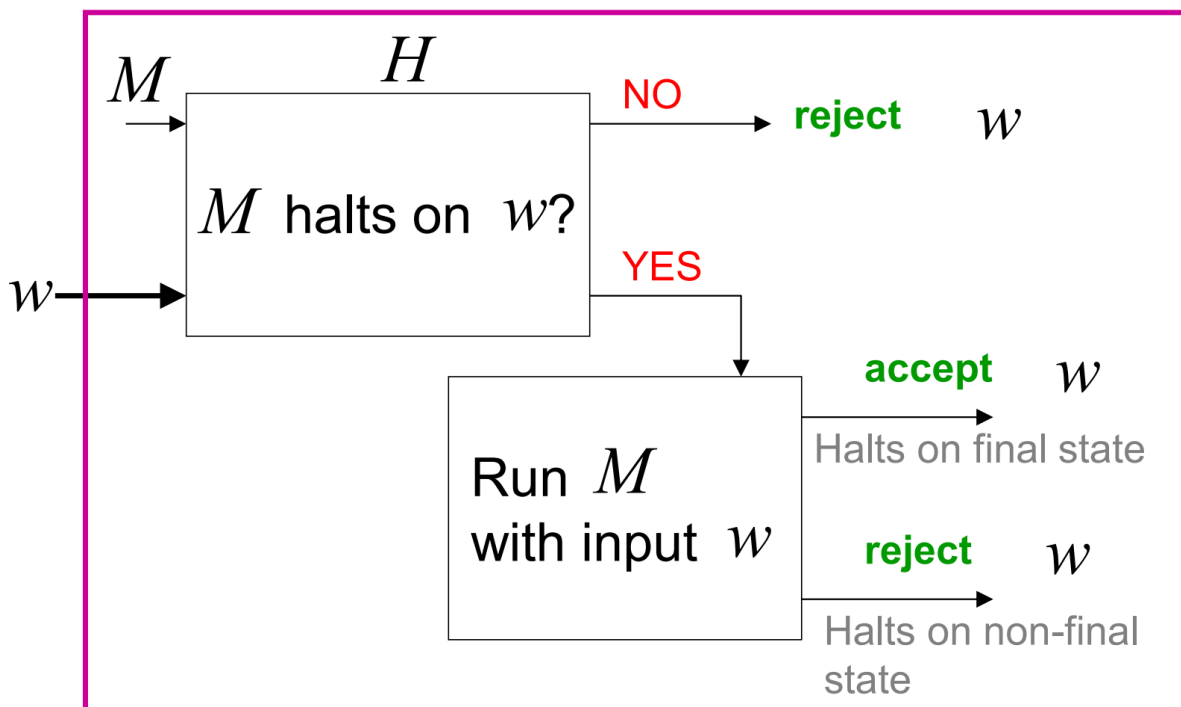 H
M
NO
reject w
M halts on w?
YES
w
accept w
Halts on final state
Run M
with input w
reject w
Halts on non-final
state